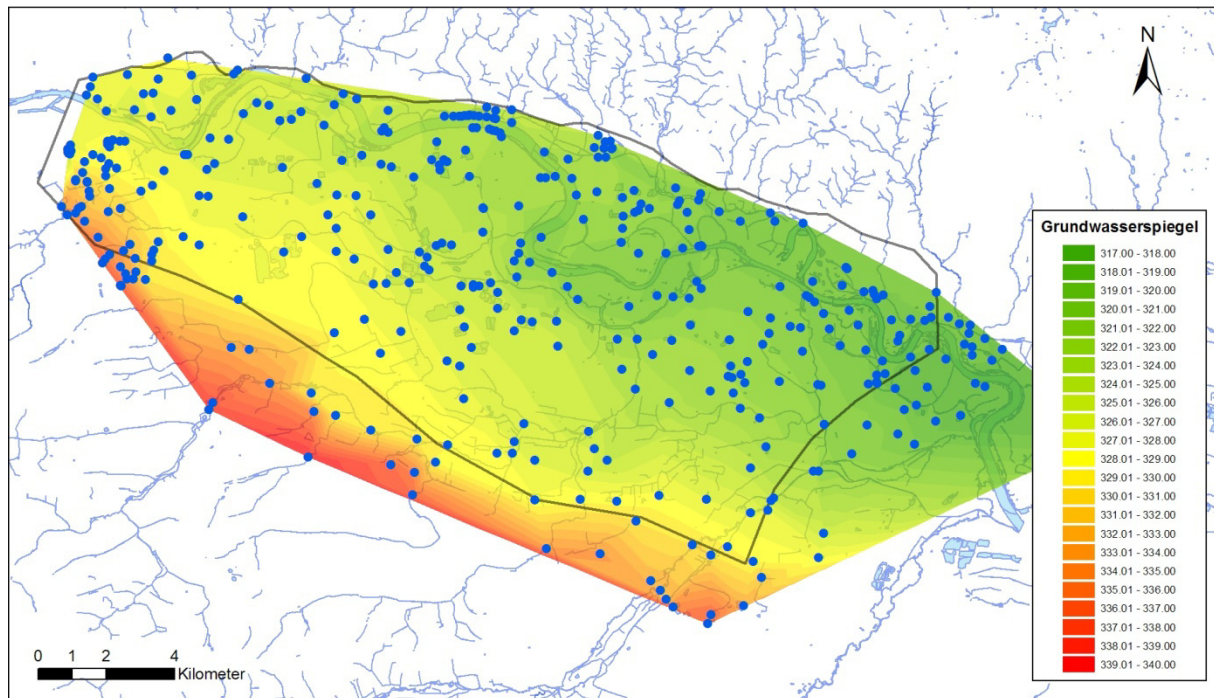 N
Grundwasserspiegel
317.00 - 318.00
318.01 - 319.00
319.01 - 320.00
320.01 - 321.00
321.01 - 322.00
322.01 - 323.00
323.01 - 324.00
324.01 - 325.00
325.01 - 326.00
326.01 - 327.00
327.01 - 328.00
328.01 - 329.00
329.01 - 330.00
330.01 - 331.00
331.01 - 332.00
332.01 - 333.00
333.01 - 334.00
334.01 - 335.00
335.01 - 336.00
336.01 - 337.00
337.01 - 338.00
338.01 - 339.00
339.01 - 340.00
0 1 2 4
Kilometer